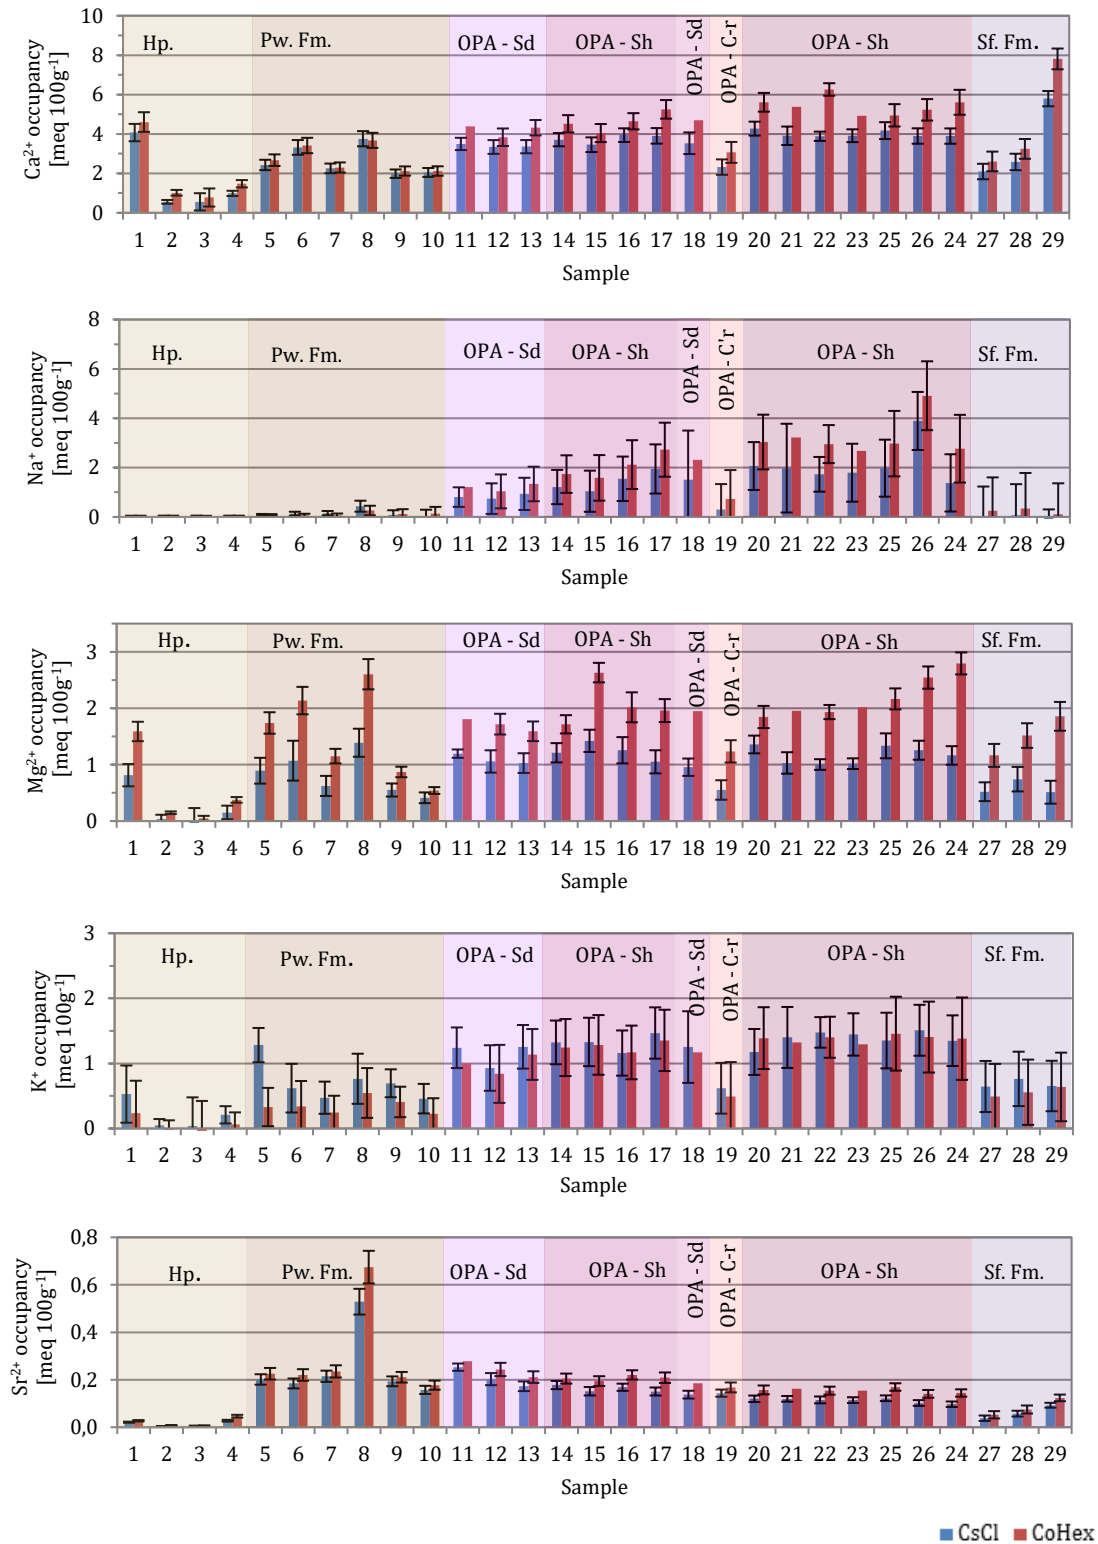 Ca²⁺ occupancy
[meq 100g⁻¹]
10
8
6
4
2
0
Hp.
Pw. Fm.
OPA - Sd
OPA - Sh
OPA - Sd
OPA - C-r
OPA - Sh
Sf. Fm.
1 2 3 4 5 6 7 8 9 10 11 12 13 14 15 16 17 18 19 20 21 22 23 25 26 24 27 28 29
Sample
Na⁺ occupancy
[meq 100g⁻¹]
8
6
4
2
0
Hp.
Pw. Fm.
OPA - Sd
OPA - Sh
OPA - Sd
OPA - C'r
OPA - Sh
Sf. Fm.
1 2 3 4 5 6 7 8 9 10 11 12 13 14 15 16 17 18 19 20 21 22 23 25 26 24 27 28 29
Sample
Mg²⁺ occupancy
[meq 100g⁻¹]
3
2
1
0
Hp.
Pw. Fm.
OPA - Sd
OPA - Sh
OPA - Sd
OPA - C-r
OPA - Sh
Sf. Fm.
1 2 3 4 5 6 7 8 9 10 11 12 13 14 15 16 17 18 19 20 21 22 23 25 26 24 27 28 29
Sample
K⁺ occupancy
[meq 100g⁻¹]
3
2
1
0
Hp.
Pw. Fm.
OPA - Sd
OPA - Sh
OPA - Sd
OPA - C-r
OPA - Sh
Sf. Fm.
1 2 3 4 5 6 7 8 9 10 11 12 13 14 15 16 17 18 19 20 21 22 23 25 26 24 27 28 29
Sample
Sr²⁺ occupancy
[meq 100g⁻¹]
0,8
0,6
0,4
0,2
0,0
Hp.
Pw. Fm.
OPA - Sd
OPA - Sh
OPA - Sd
OPA - C-r
OPA - Sh
Sf. Fm.
1 2 3 4 5 6 7 8 9 10 11 12 13 14 15 16 17 18 19 20 21 22 23 25 26 24 27 28 29
Sample
CsCl CoHex